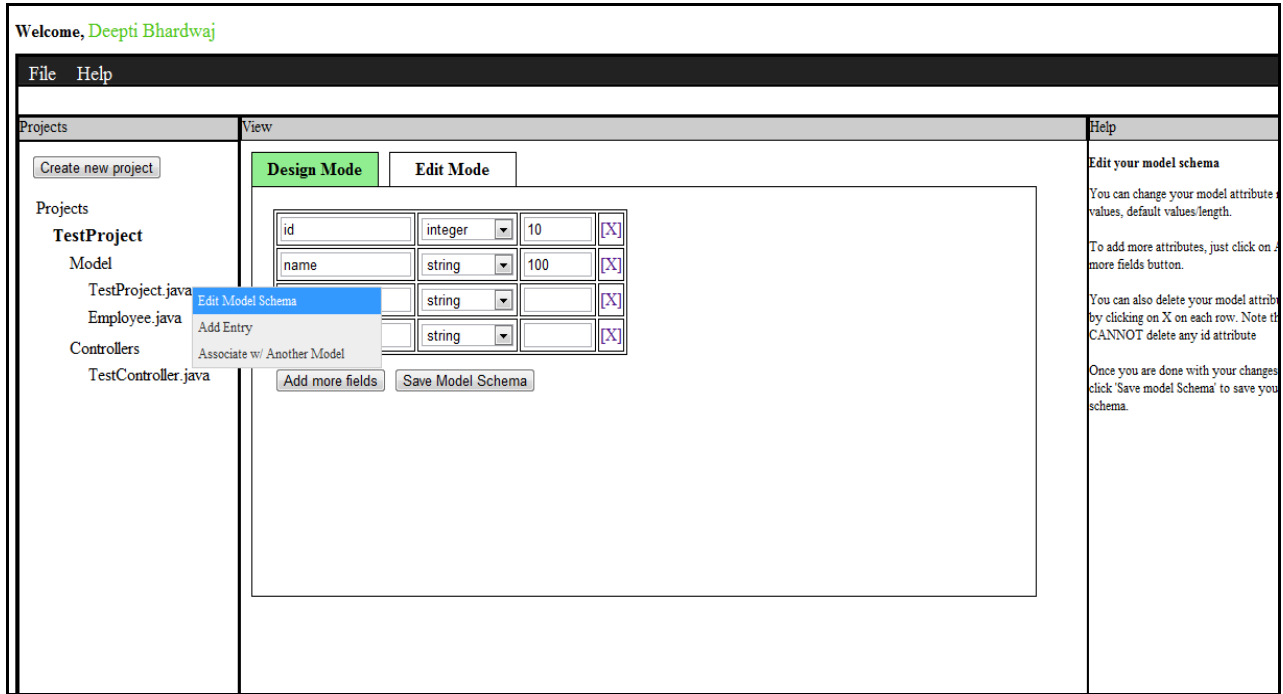 Welcome, Deepti Bhardwaj
File Help
Projects
View
Help
Create new project
Projects
TestProject
Model
TestProject.java
Employee.java
Controllers
TestController.java
Edit Model Schema
Add Entry
Associate w/ Another Model
Design Mode
Edit Mode
id integer 10 [X]
name string 100 [X]
string [X]
string [X]
Add more fields
Save Model Schema
Edit your model schema
You can change your model attribute
values, default values/length.
To add more attributes, just click on
more fields button.
You can also delete your model
by clicking on X on each row. Note
CANNOT delete any id attribute
Once you are done with your changes
click 'Save model Schema' to save
schema.